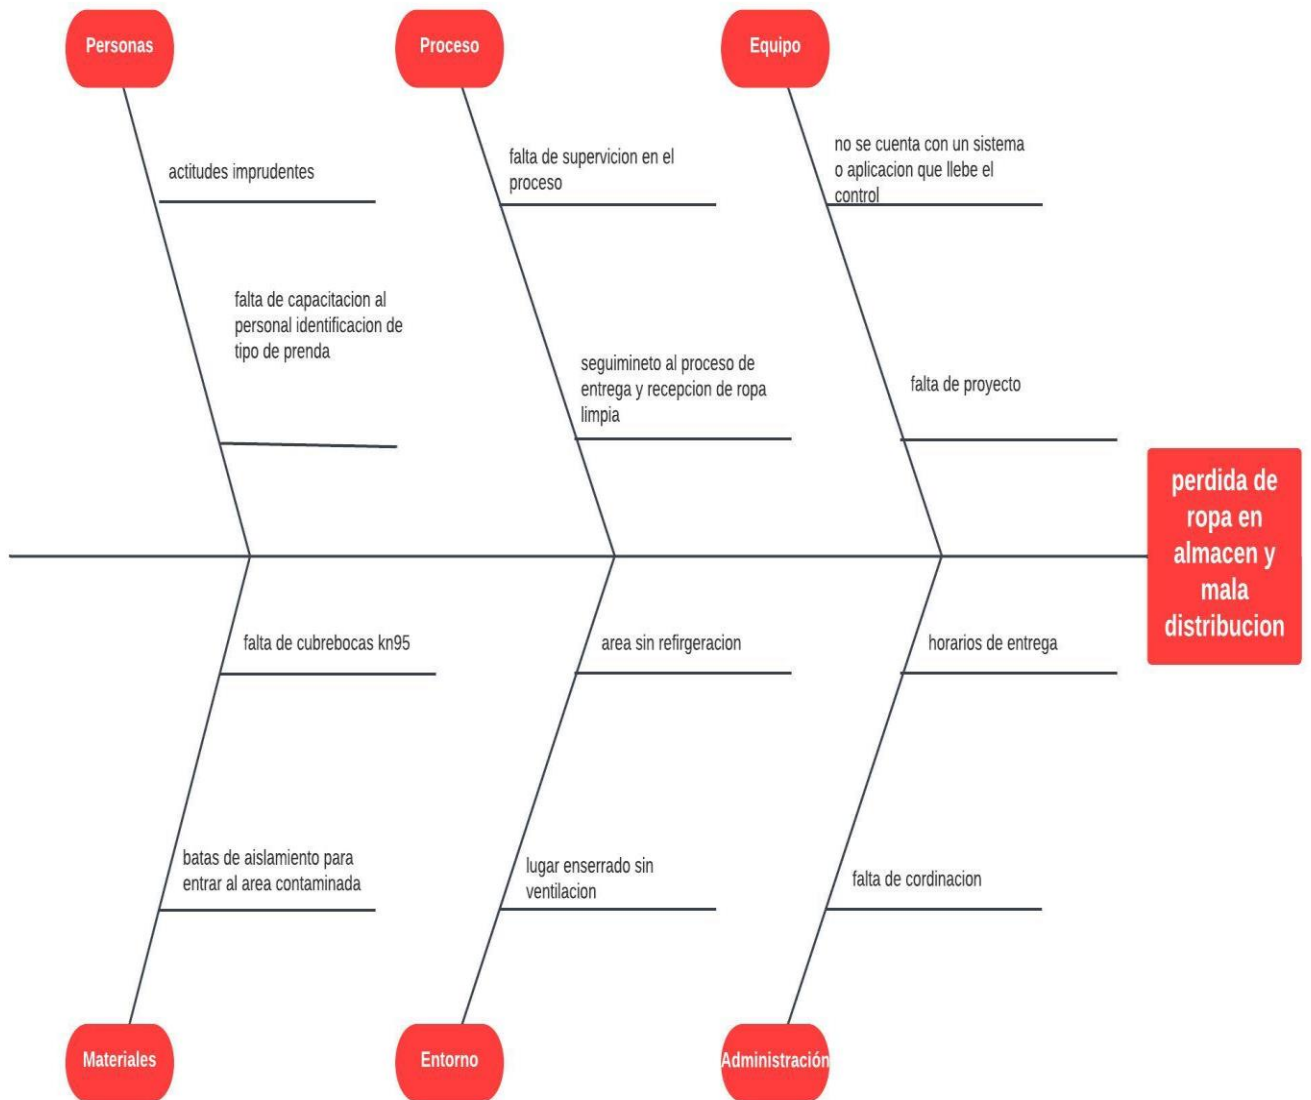 Personas
Proceso
Equipo
actitudes imprudentes
falta de supervicion en el
proceso
no se cuenta con un sistema
o aplicacion que llebe el
control
falta de capacitacion al
personal identificacion de
tipo de prenda
seguimineto al proceso de
entrega y recepcion de ropa
limpia
falta de proyecto
perdida de
ropa en
almacen y
mala
distribucion
falta de cubrebocas kn95
area sin refirgeracion
horarios de entrega
batas de aislamiento para
entrar al area contaminada
lugar enserrado sin
ventilacion
falta de cordinacion
Materiales
Entorno
Administración